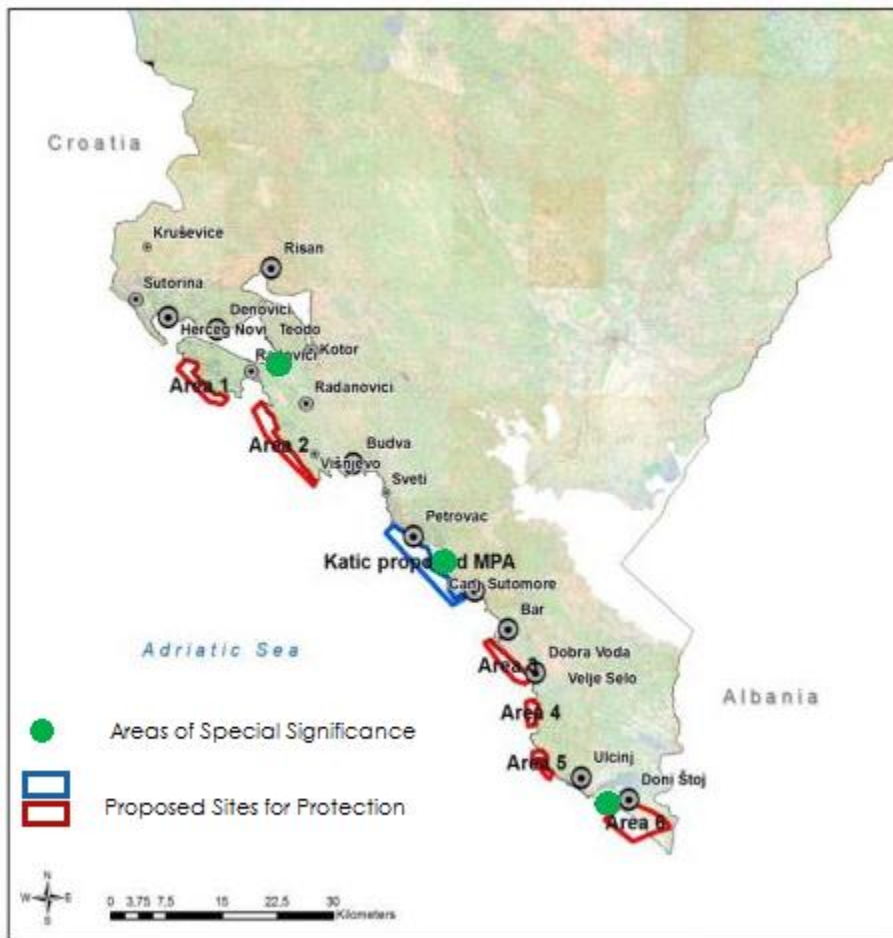 Croatia
Kruševice
Risan
Sutorina
Denovici
Herceg Novi
Teodo
Kotor
Area 1
Radanovici
Area 2
Budva
Višnjevo
Sveti
Petrovac
Katic proposed MPA
Canj
Sutomore
Bar
Adriatic Sea
Dobra Voda
Area 3
Velje Selo
Albania
Area 4
Areas of Special Significance
Area 5
Ulcinj
Doni Štoj
Proposed Sites for Protection
Area 6
N
W E
S
0 3,75 7,5 15 22,5 30
Kilometers